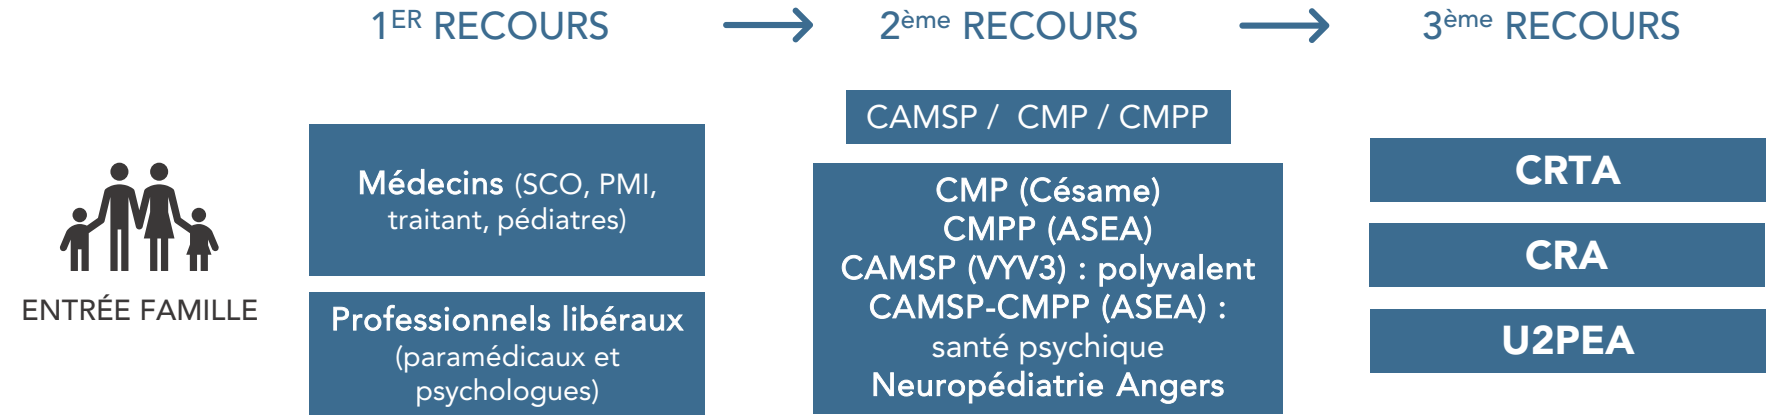 1ER RECOURS
2ème RECOURS
3ème RECOURS
ENTRÉE FAMILLE
Médecins (SCO, PMI,
traitant, pédiatres)
Professionnels libéraux
(paramédicaux et
psychologues)
CAMSP / CMP / CMPP
CMP (Césame)
CMPP (ASEA)
CAMSP (VYV3) : polyvalent
CAMSP-CMPP (ASEA) :
santé psychique
Neuropédiatrie Angers
CRTA
CRA
U2PEA